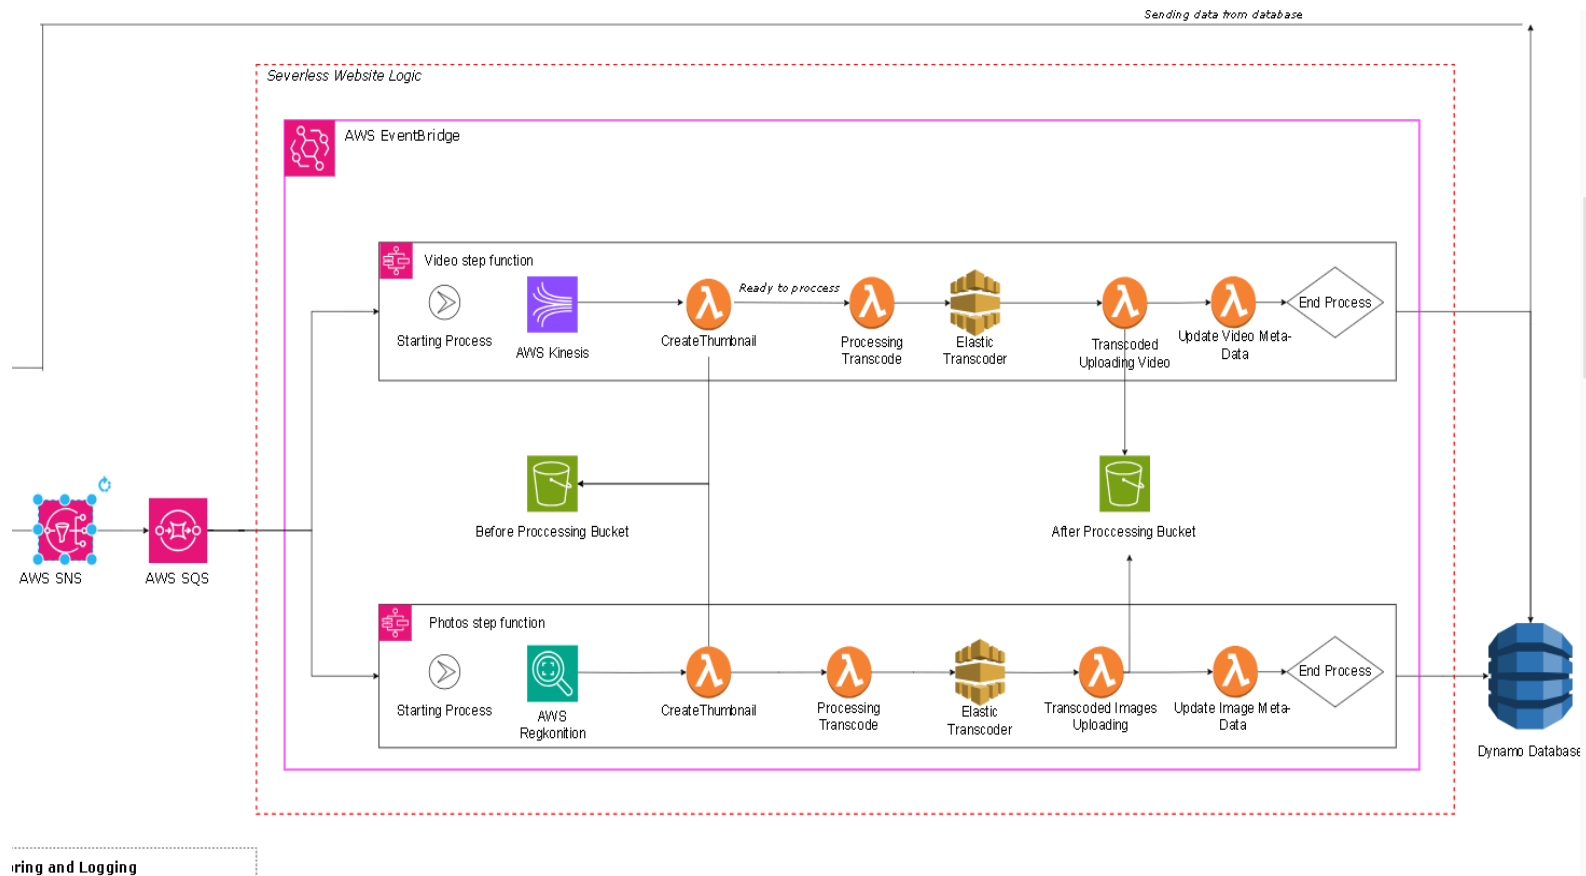 Sending data from database
Severless Website Logic
AWS EventBridge
Video step function
Starting Process
AWS Kinesis
CreateThumbnail
Ready to proccess
Processing
Transcode
Elastic
Transcoder
Transcoded
Uploading Video
Update Video Meta-
Data
End Process
Before Proccessing Bucket
After Proccessing Bucket
AWS SNS
AWS SQS
Photos step function
Starting Process
AWS
Regkonition
CreateThumbnail
Processing
Transcode
Elastic
Transcoder
Transcoded Images
Uploading
Update Image Meta-
Data
End Process
Dynamo Database
oring and Logging